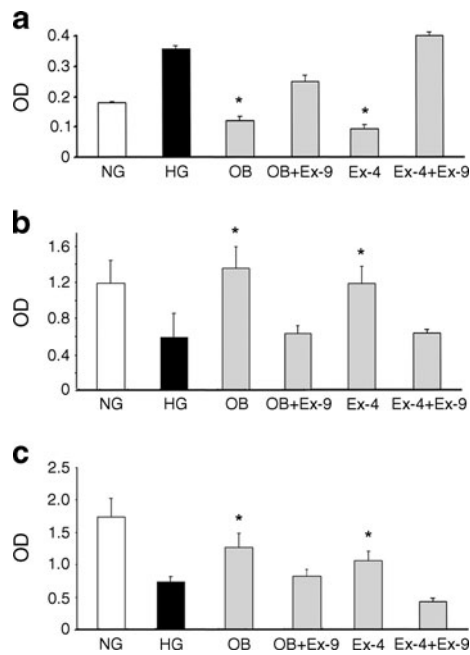 a
OD
0.4
0.3
0.2
0.1
0
* *
NG HG OB OB+Ex-9 Ex-4 Ex-4+Ex-9
b
OD
1.6
1.2
0.8
0.4
0
* *
NG HG OB OB+Ex-9 Ex-4 Ex-4+Ex-9
c
OD
2.5
2.0
1.5
1.0
0.5
0
* *
NG HG OB OB+Ex-9 Ex-4 Ex-4+Ex-9